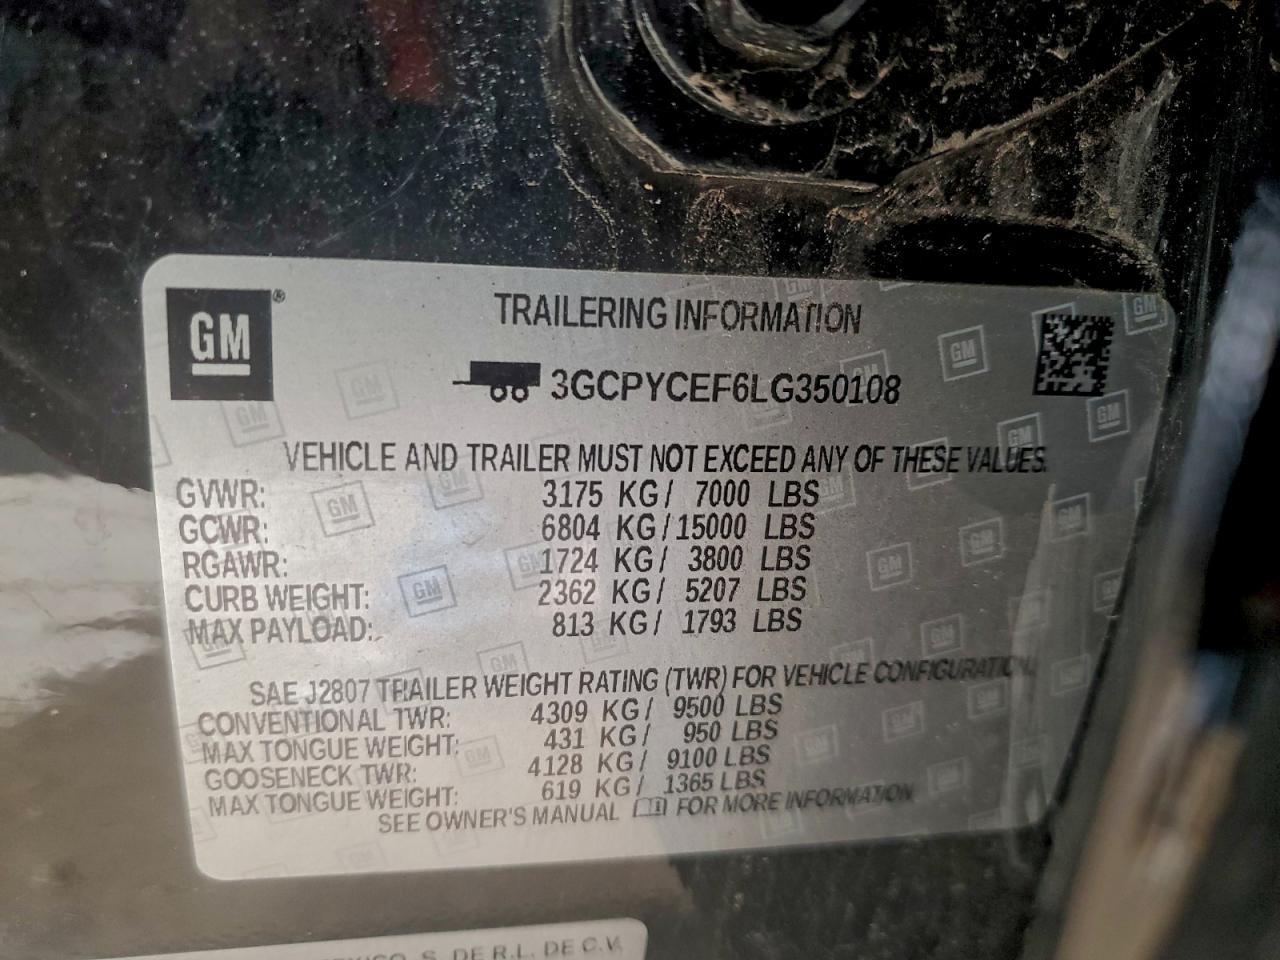 GM®
TRAILERING INFORMATION
3GCPYCEF6LG350108
VEHICLE AND TRAILER MUST NOT EXCEED ANY OF THESE VALUES.
GVWR: 3175 KG/ 7000 LBS
GCWR: 6804 KG/15000 LBS
RGAWR: 1724 KG/ 3800 LBS
CURB WEIGHT: 2362 KG/ 5207 LBS
MAX PAYLOAD: 813 KG/ 1793 LBS
SAE J2807 TRAILER WEIGHT RATING (TWR) FOR VEHICLE CONFIGURATION.
CONVENTIONAL TWR: 4309 KG/ 9500 LBS
MAX TONGUE WEIGHT: 431 KG/ 950 LBS
GOOSENECK TWR: 4128 KG/ 9100 LBS
MAX TONGUE WEIGHT: 619 KG/ 1365 LBS
SEE OWNER'S MANUAL FOR MORE INFORMATION
S. DE R.L. DE C.V.